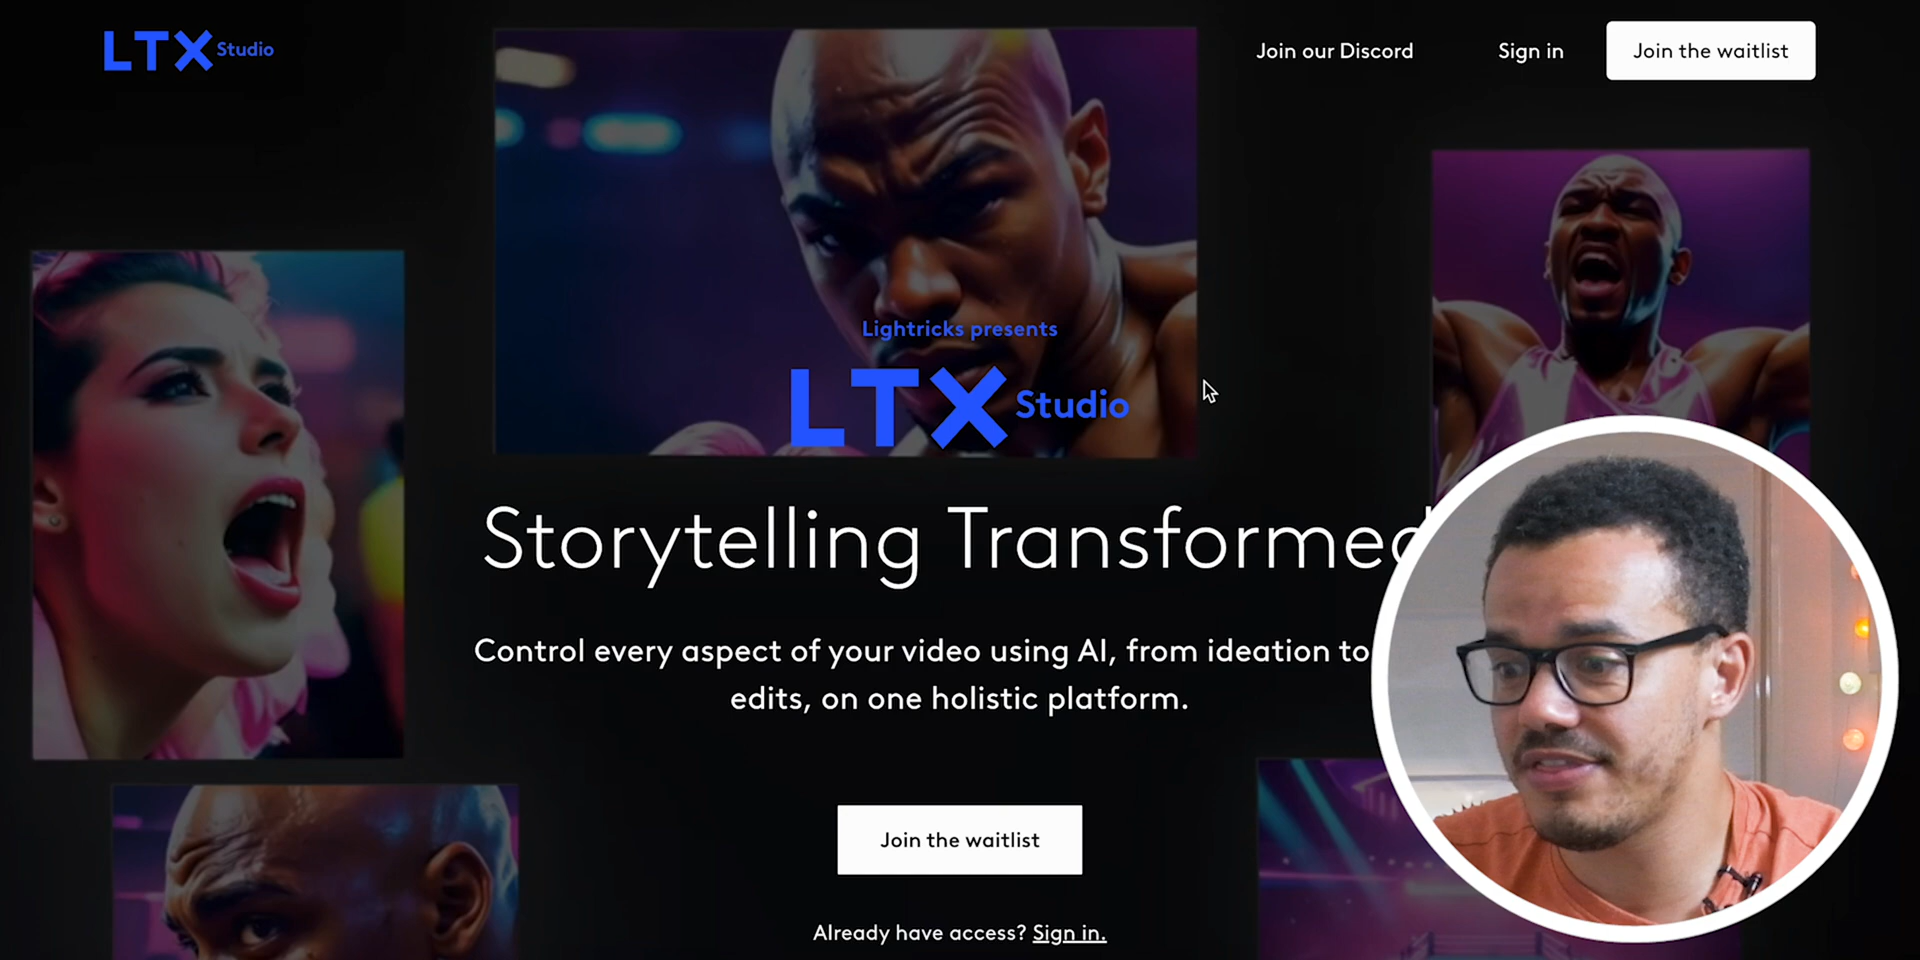 LTX Studio
Join our Discord
Sign in
Join the waitlist
Lightricks presents
LTX Studio
Storytelling Transformed
Control every aspect of your video using AI, from ideation to
edits, on one holistic platform.
Join the waitlist
Already have access? Sign in.